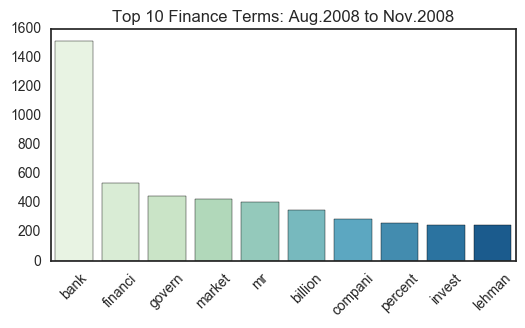 Top 10 Finance Terms: Aug.2008 to Nov.2008
1600
1400
1200
1000
800
600
400
200
0
bank
financi
govern
market
mr
billion
compani
percent
invest
lehman